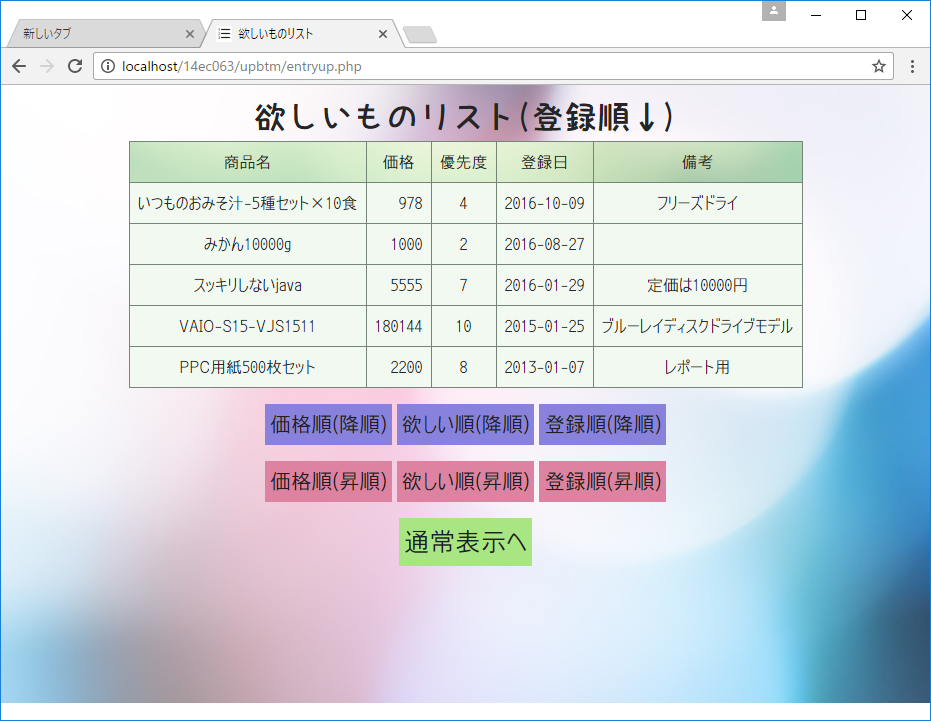 新しいタブ
欲しいものリスト
localhost/14ec063/upbtm/entryup.php
欲しいものリスト(登録順↓)
商品名 価格 優先度 登録日 備考
いつものおみそ汁-5種セット×10食 978 4 2016-10-09 フリーズドライ
みかん10000g 1000 2 2016-08-27
スッキリしないjava 5555 7 2016-01-29 定価は10000円
VAIO-S15-VJS1511 180144 10 2015-01-25 ブルーレイディスクドライブモデル
PPC用紙500枚セット 2200 8 2013-01-07 レポート用
価格順(降順) 欲しい順(降順) 登録順(降順)
価格順(昇順) 欲しい順(昇順) 登録順(昇順)
通常表示へ